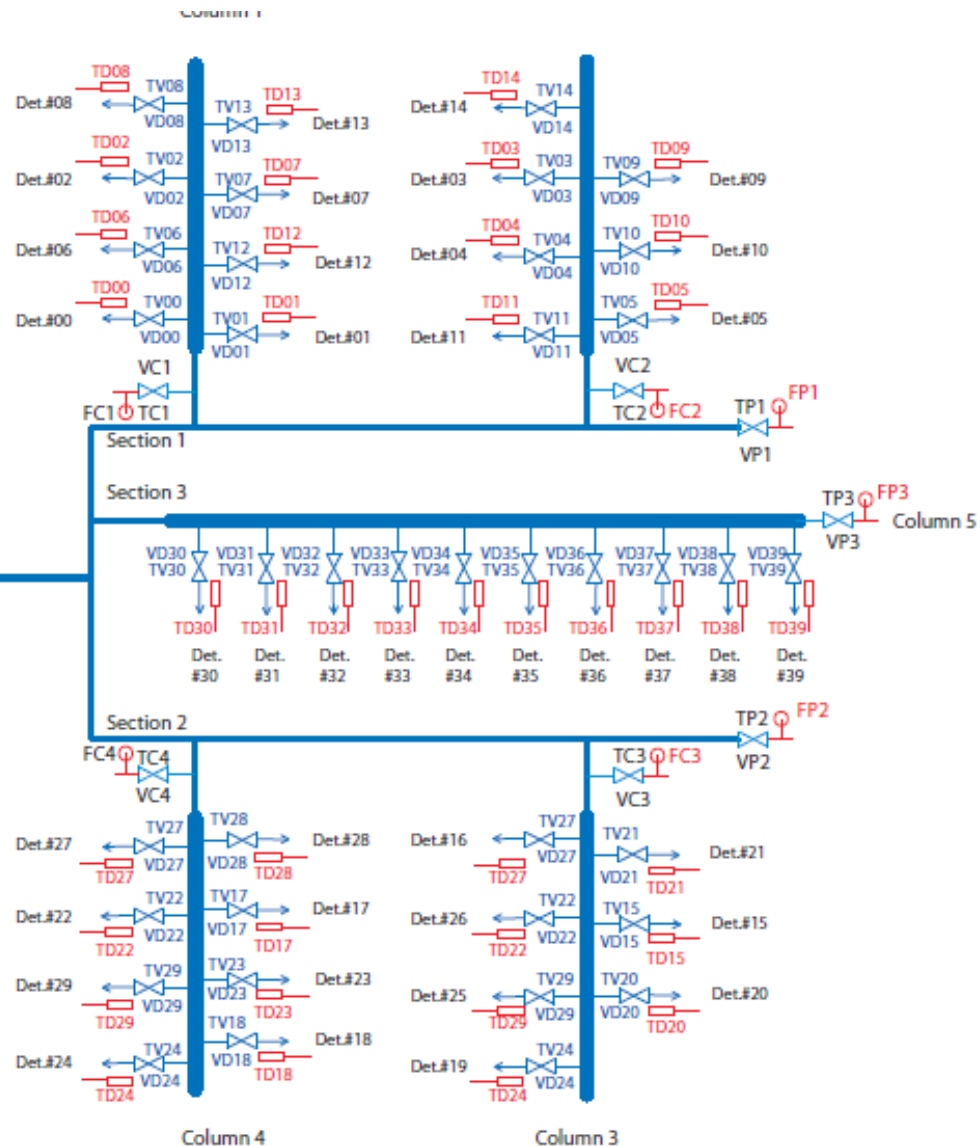 Column 1
TD08
TV08
Det.#08
VD08
TD13
TV13
Det.#13
VD13
TD02
TV02
Det.#02
VD02
TD07
TV07
Det.#07
VD07
TD06
TV06
Det.#06
VD06
TD12
TV12
Det.#12
VD12
TD00
TV00
Det.#00
VD00
TD01
TV01
Det.#01
VD01
TD14
TV14
Det.#14
VD14
TD03
TV03
Det.#03
VD03
TD09
TV09
Det.#09
VD09
TD04
TV04
Det.#04
VD04
TD10
TV10
Det.#10
VD10
TD11
TV11
Det.#11
VD11
TD05
TV05
Det.#05
VD05
VC1
FC1 TC1
VC2
TC2 FC2
TP1 FP1
VP1
Section 1
Section 3
TP3 FP3
VP3
Column 5
VD30 VD31 VD32 VD33 VD34 VD35 VD36 VD37 VD38 VD39
TV30 TV31 TV32 TV33 TV34 TV35 TV36 TV37 TV38 TV39
TD30 TD31 TD32 TD33 TD34 TD35 TD36 TD37 TD38 TD39
Det. Det. Det. Det. Det. Det. Det. Det. Det. Det.
#30 #31 #32 #33 #34 #35 #36 #37 #38 #39
Section 2
TP2 FP2
VP2
FC4 TC4
VC4
TC3 FC3
VC3
TV27
Det.#27
VD27
TD27
TV28
Det.#28
VD28
TD28
TV22
Det.#22
VD22
TD22
TV17
Det.#17
VD17
TD17
TV29
Det.#29
VD29
TD29
TV23
Det.#23
VD23
TD23
TV24
Det.#24
VD24
TD24
TV18
Det.#18
VD18
TD18
TV27
Det.#16
VD27
TD27
TV21
Det.#21
VD21
TD21
TV22
Det.#26
VD22
TD22
TV15
Det.#15
VD15
TD15
TV29
Det.#25
VD29
TD29
TV20
Det.#20
VD20
TD20
TV24
Det.#19
VD24
TD24
Column 4
Column 3